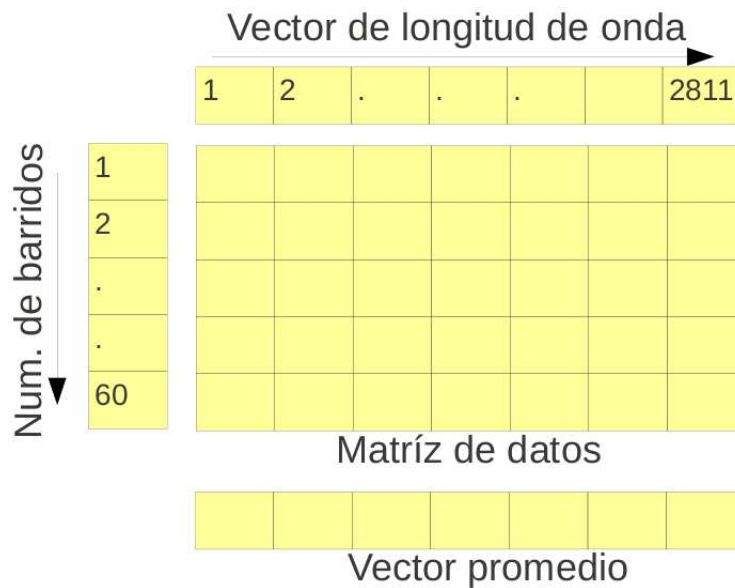 Vector de longitud de onda
1 2 . . . 2811
Num. de barridos
1
2
.
.
60
Matríz de datos
Vector promedio